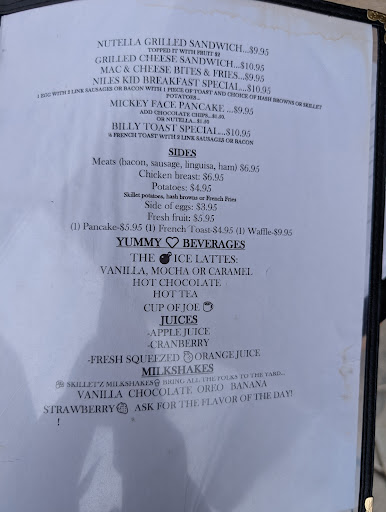 NUTELLA GRILLED SANDWICH...$9.95
TOPPED IT WITH FRUIT $2
GRILLED CHEESE SANDWICH...$10.95
MAC & CHEESE BITES & FRIES...$9.95
NILES KID BREAKFAST SPECIAL....$10.95
1 EGG WITH 2 LINK SAUSAGES OR BACON WITH 1 PIECE OF TOAST AND CHOICE OF HASH BROWNS OR SKILLET
POTATOES..
MICKEY FACE PANCAKE ...$9.95
ADD CHOCOLATE CHIPS...$1.50
OR NUTELLA...$1.50
BILLY TOAST SPECIAL....$10.95
½ FRENCH TOAST WITH 2 LINK SAUSAGES OR BACON
SIDES
Meats (bacon, sausage, linguisa, ham) $6.95
Chicken breast: $6.95
Potatoes: $4.95
Skillet potatoes, hash browns or French Fries
Side of eggs: $3.95
Fresh fruit: $5.95
(1) Pancake-$5.95 (1) French Toast-$4.95 (1) Waffle-$9.95
YUMMY ♡ BEVERAGES
THE 💣 ICE LATTES:
VANILLA, MOCHA OR CARAMEL
HOT CHOCOLATE
HOT TEA
CUP OF JOE ☕
JUICES
-APPLE JUICE
-CRANBERRY
-FRESH SQUEEZED 🍊 ORANGE JUICE
MILKSHAKES
SKILLET'Z MILKSHAKES BRING ALL THE FOLKS TO THE YARD...
VANILLA CHOCOLATE OREO BANANA
STRAWBERRY🍓 ASK FOR THE FLAVOR OF THE DAY!
!